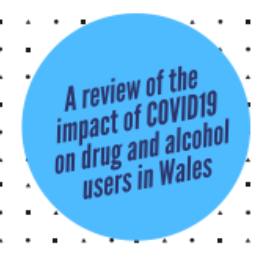 A review of the
impact of COVID19
on drug and alcohol
users in Wales